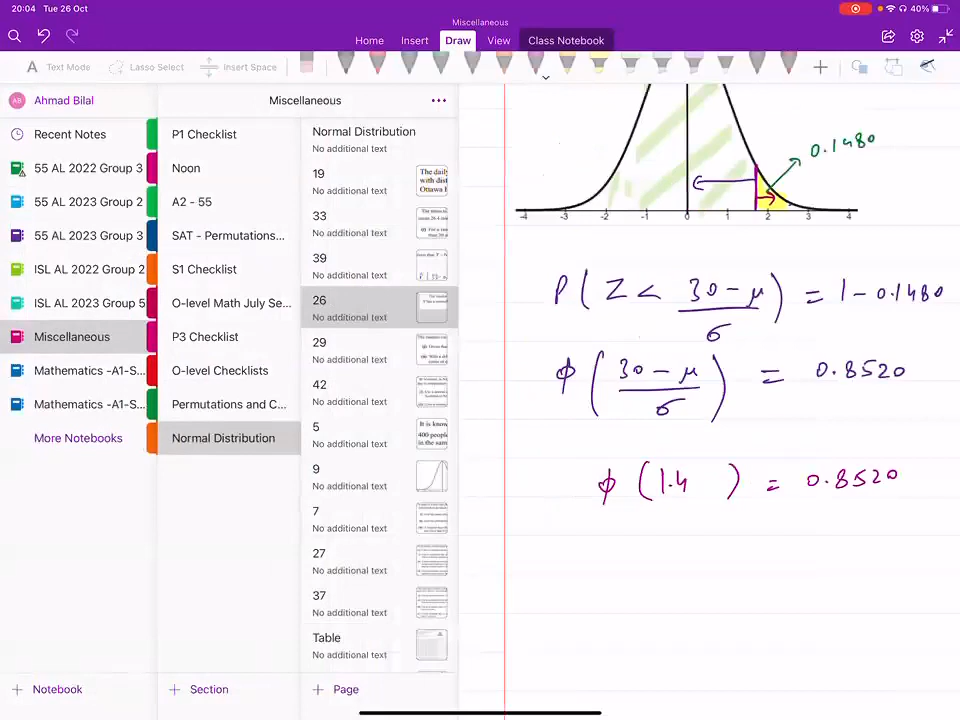 20:04 Tue 26 Oct
40%
Miscellaneous
Home Insert Draw View Class Notebook
Text Mode Lasso Select Insert Space
AB Ahmad Bilal
Recent Notes
55 AL 2022 Group 3
55 AL 2023 Group 2
55 AL 2023 Group 3
ISL AL 2022 Group 2
ISL AL 2023 Group 5
Miscellaneous
Mathematics -A1-S...
Mathematics -A1-S...
More Notebooks
Notebook
P1 Checklist
Noon
A2 - 55
SAT - Permutations...
S1 Checklist
O-level Math July Se...
P3 Checklist
O-level Checklists
Permutations and C...
Normal Distribution
Section
Miscellaneous
Normal Distribution
No additional text
19
No additional text
33
No additional text
39
No additional text
26
No additional text
29
No additional text
42
No additional text
5
No additional text
9
No additional text
7
No additional text
27
No additional text
37
No additional text
Table
No additional text
Page
0.1480
-4 -3 -2 -1 0 1 2 3 4
P( Z < (30 - μ)/σ ) = 1 - 0.1480
ϕ( (30 - μ)/σ ) = 0.8520
ϕ (1.4 ) = 0.8520